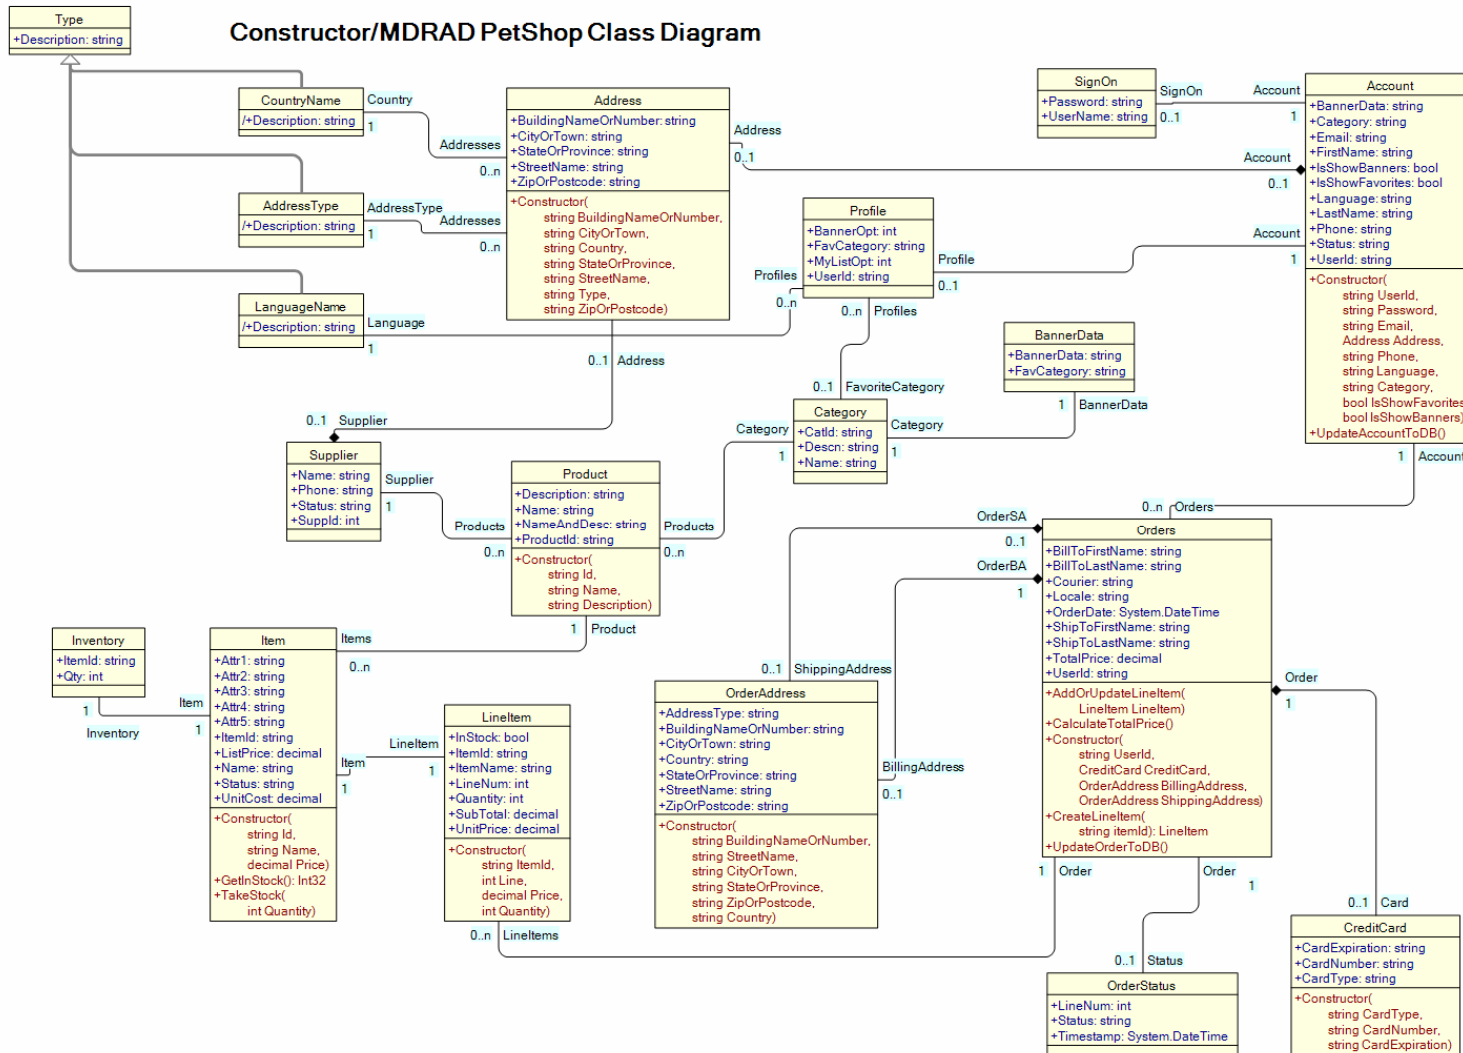 Constructor/MDRAD PetShop Class Diagram
Type
+Description: string
CountryName
/+Description: string
Country
1
Addresses
0..n
AddressType
/+Description: string
AddressType
1
Addresses
0..n
LanguageName
/+Description: string
Language
1
Profiles
0..n
Address
+BuildingNameOrNumber: string
+CityOrTown: string
+StateOrProvince: string
+StreetName: string
+ZipOrPostcode: string
+Constructor(
string BuildingNameOrNumber,
string CityOrTown,
string Country,
string StateOrProvince,
string StreetName,
string Type,
string ZipOrPostcode)
Address
0..1
Account
0..1
0..1 Address
0..1 Supplier
SignOn
+Password: string
+UserName: string
SignOn
0..1
Account
1
Account
+BannerData: string
+Category: string
+Email: string
+FirstName: string
+IsShowBanners: bool
+IsShowFavorites: bool
+Language: string
+LastName: string
+Phone: string
+Status: string
+UserId: string
+Constructor(
string UserId,
string Password,
string Email,
Address Address,
string Phone,
string Language,
string Category,
bool IsShowFavorites
bool IsShowBanners)
+UpdateAccountToDB()
1 Account
0..n Orders
Profile
+BannerOpt: int
+FavCategory: string
+MyListOpt: int
+UserId: string
Profile
0..1
Account
1
0..n Profiles
0..1 FavoriteCategory
BannerData
+BannerData: string
+FavCategory: string
1 BannerData
Category
+CatId: string
+Descn: string
+Name: string
Category
1
Category
1
Supplier
+Name: string
+Phone: string
+Status: string
+SuppId: int
Supplier
1
Products
0..n
Product
+Description: string
+Name: string
+NameAndDesc: string
+ProductId: string
+Constructor(
string Id,
string Name,
string Description)
Products
0..n
1 Product
Items
0..n
Inventory
+ItemId: string
+Qty: int
1
Inventory
Item
1
Item
+Attr1: string
+Attr2: string
+Attr3: string
+Attr4: string
+Attr5: string
+ItemId: string
+ListPrice: decimal
+Name: string
+Status: string
+UnitCost: decimal
+Constructor(
string Id,
string Name,
decimal Price)
+GetInStock(): Int32
+TakeStock(
int Quantity)
Item
1
LineItem
1
LineItem
+InStock: bool
+ItemId: string
+ItemName: string
+LineNum: int
+Quantity: int
+SubTotal: decimal
+UnitPrice: decimal
+Constructor(
string ItemId,
int Line,
decimal Price,
int Quantity)
0..n LineItems
OrderSA
0..1
OrderBA
1
0..1 ShippingAddress
OrderAddress
+AddressType: string
+BuildingNameOrNumber: string
+CityOrTown: string
+Country: string
+StateOrProvince: string
+StreetName: string
+ZipOrPostcode: string
+Constructor(
string BuildingNameOrNumber,
string StreetName,
string CityOrTown,
string StateOrProvince,
string ZipOrPostcode,
string Country)
BillingAddress
0..1
Orders
+BillToFirstName: string
+BillToLastName: string
+Courier: string
+Locale: string
+OrderDate: System.DateTime
+ShipToFirstName: string
+ShipToLastName: string
+TotalPrice: decimal
+UserId: string
+AddOrUpdateLineItem(
LineItem LineItem)
+CalculateTotalPrice()
+Constructor(
string UserId,
CreditCard CreditCard,
OrderAddress BillingAddress,
OrderAddress ShippingAddress)
+CreateLineItem(
string itemId): LineItem
+UpdateOrderToDB()
1 Order
Order
1
Order
1
0..1 Status
OrderStatus
+LineNum: int
+Status: string
+Timestamp: System.DateTime
0..1 Card
CreditCard
+CardExpiration: string
+CardNumber: string
+CardType: string
+Constructor(
string CardType,
string CardNumber,
string CardExpiration)